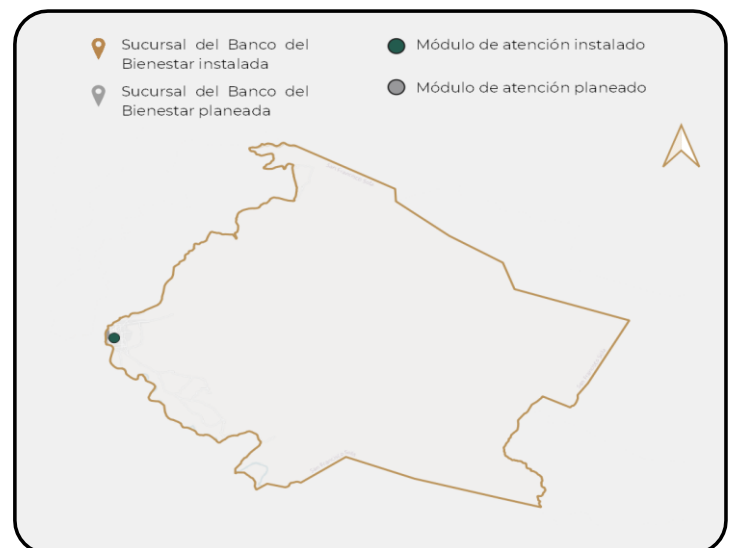 Sucursal del Banco del
Bienestar instalada
Sucursal del Banco del
Bienestar planeada
Módulo de atención instalado
Módulo de atención planeado